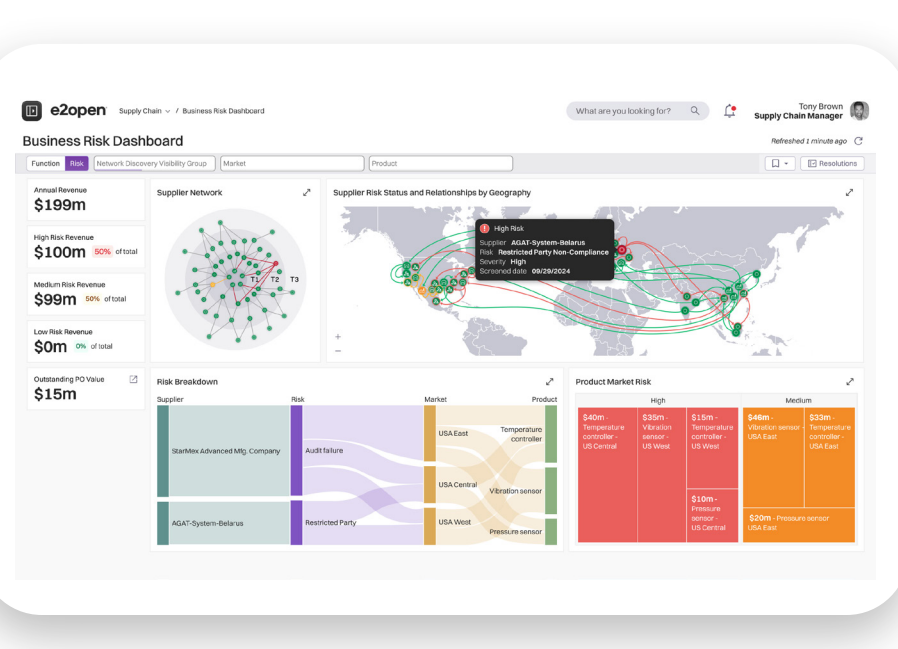 e2open
Supply Chain / Business Risk Dashboard
What are you looking for?
Tony Brown
Supply Chain Manager
Business Risk Dashboard
Refreshed 1 minute ago
Function
Risk
Network Discovery Visibility Group
Market
Product
Resolutions
Annual Revenue
$199m
High Risk Revenue
$100m 50% of total
Medium Risk Revenue
$99m 50% of total
Low Risk Revenue
$0m 0% of total
Outstanding PO Value
$15m
Supplier Network
T1 T2 T3
Supplier Risk Status and Relationships by Geography
High Risk
Supplier AGAT-System-Belarus
Risk Restricted Party Non-Compliance
Severity High
Screened date 09/29/2024
+
−
Risk Breakdown
Supplier
Risk
Market
Product
StarMex Advanced Mfg. Company
AGAT-System-Belarus
Audit failure
Restricted Party
USA East
USA Central
USA West
Temperature
controller
Vibration sensor
Pressure sensor
Product Market Risk
High
Medium
$40m -
Temperature
controller -
US Central
$35m -
Vibration
sensor -
US West
$15m -
Temperature
controller -
US West
$10m -
Pressure
sensor -
US Central
$46m -
Vibration sensor -
USA East
$33m -
Temperature
controller -
USA East
$20m - Pressure sensor
USA East